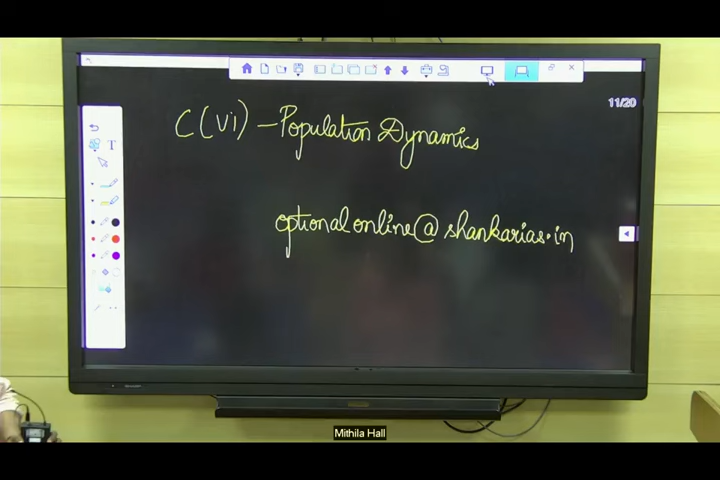 11/20
C(vi) - Population Dynamics
T
optionalonline@shankarias.in
Mithila Hall